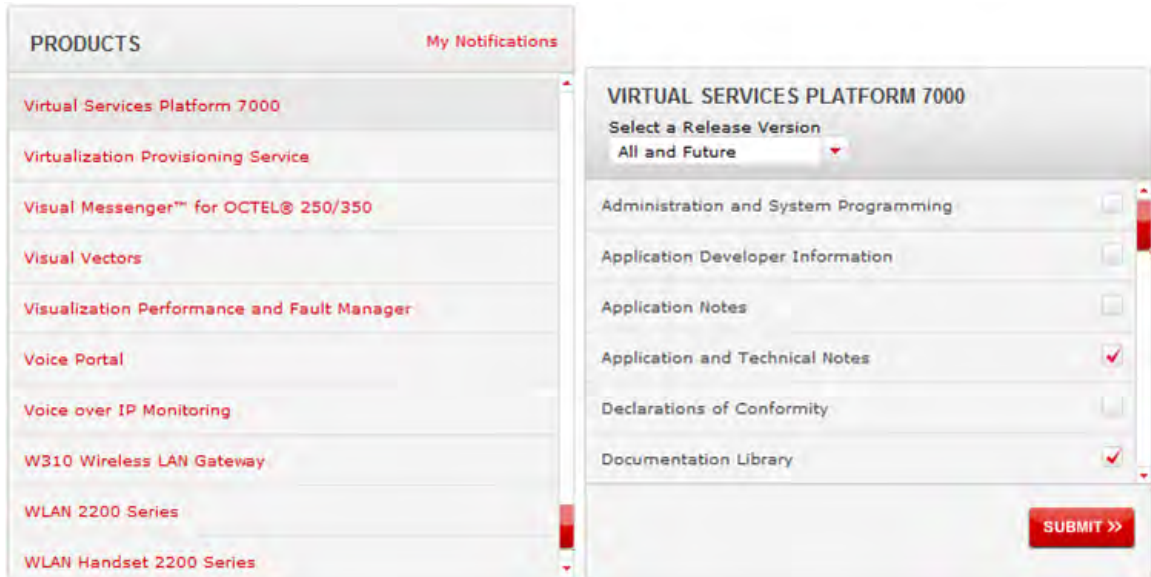 PRODUCTS
My Notifications
Virtual Services Platform 7000
Virtualization Provisioning Service
Visual Messenger™ for OCTEL® 250/350
Visual Vectors
Visualization Performance and Fault Manager
Voice Portal
Voice over IP Monitoring
W310 Wireless LAN Gateway
WLAN 2200 Series
WLAN Handset 2200 Series
VIRTUAL SERVICES PLATFORM 7000
Select a Release Version
All and Future
Administration and System Programming
Application Developer Information
Application Notes
Application and Technical Notes
Declarations of Conformity
Documentation Library
SUBMIT >>